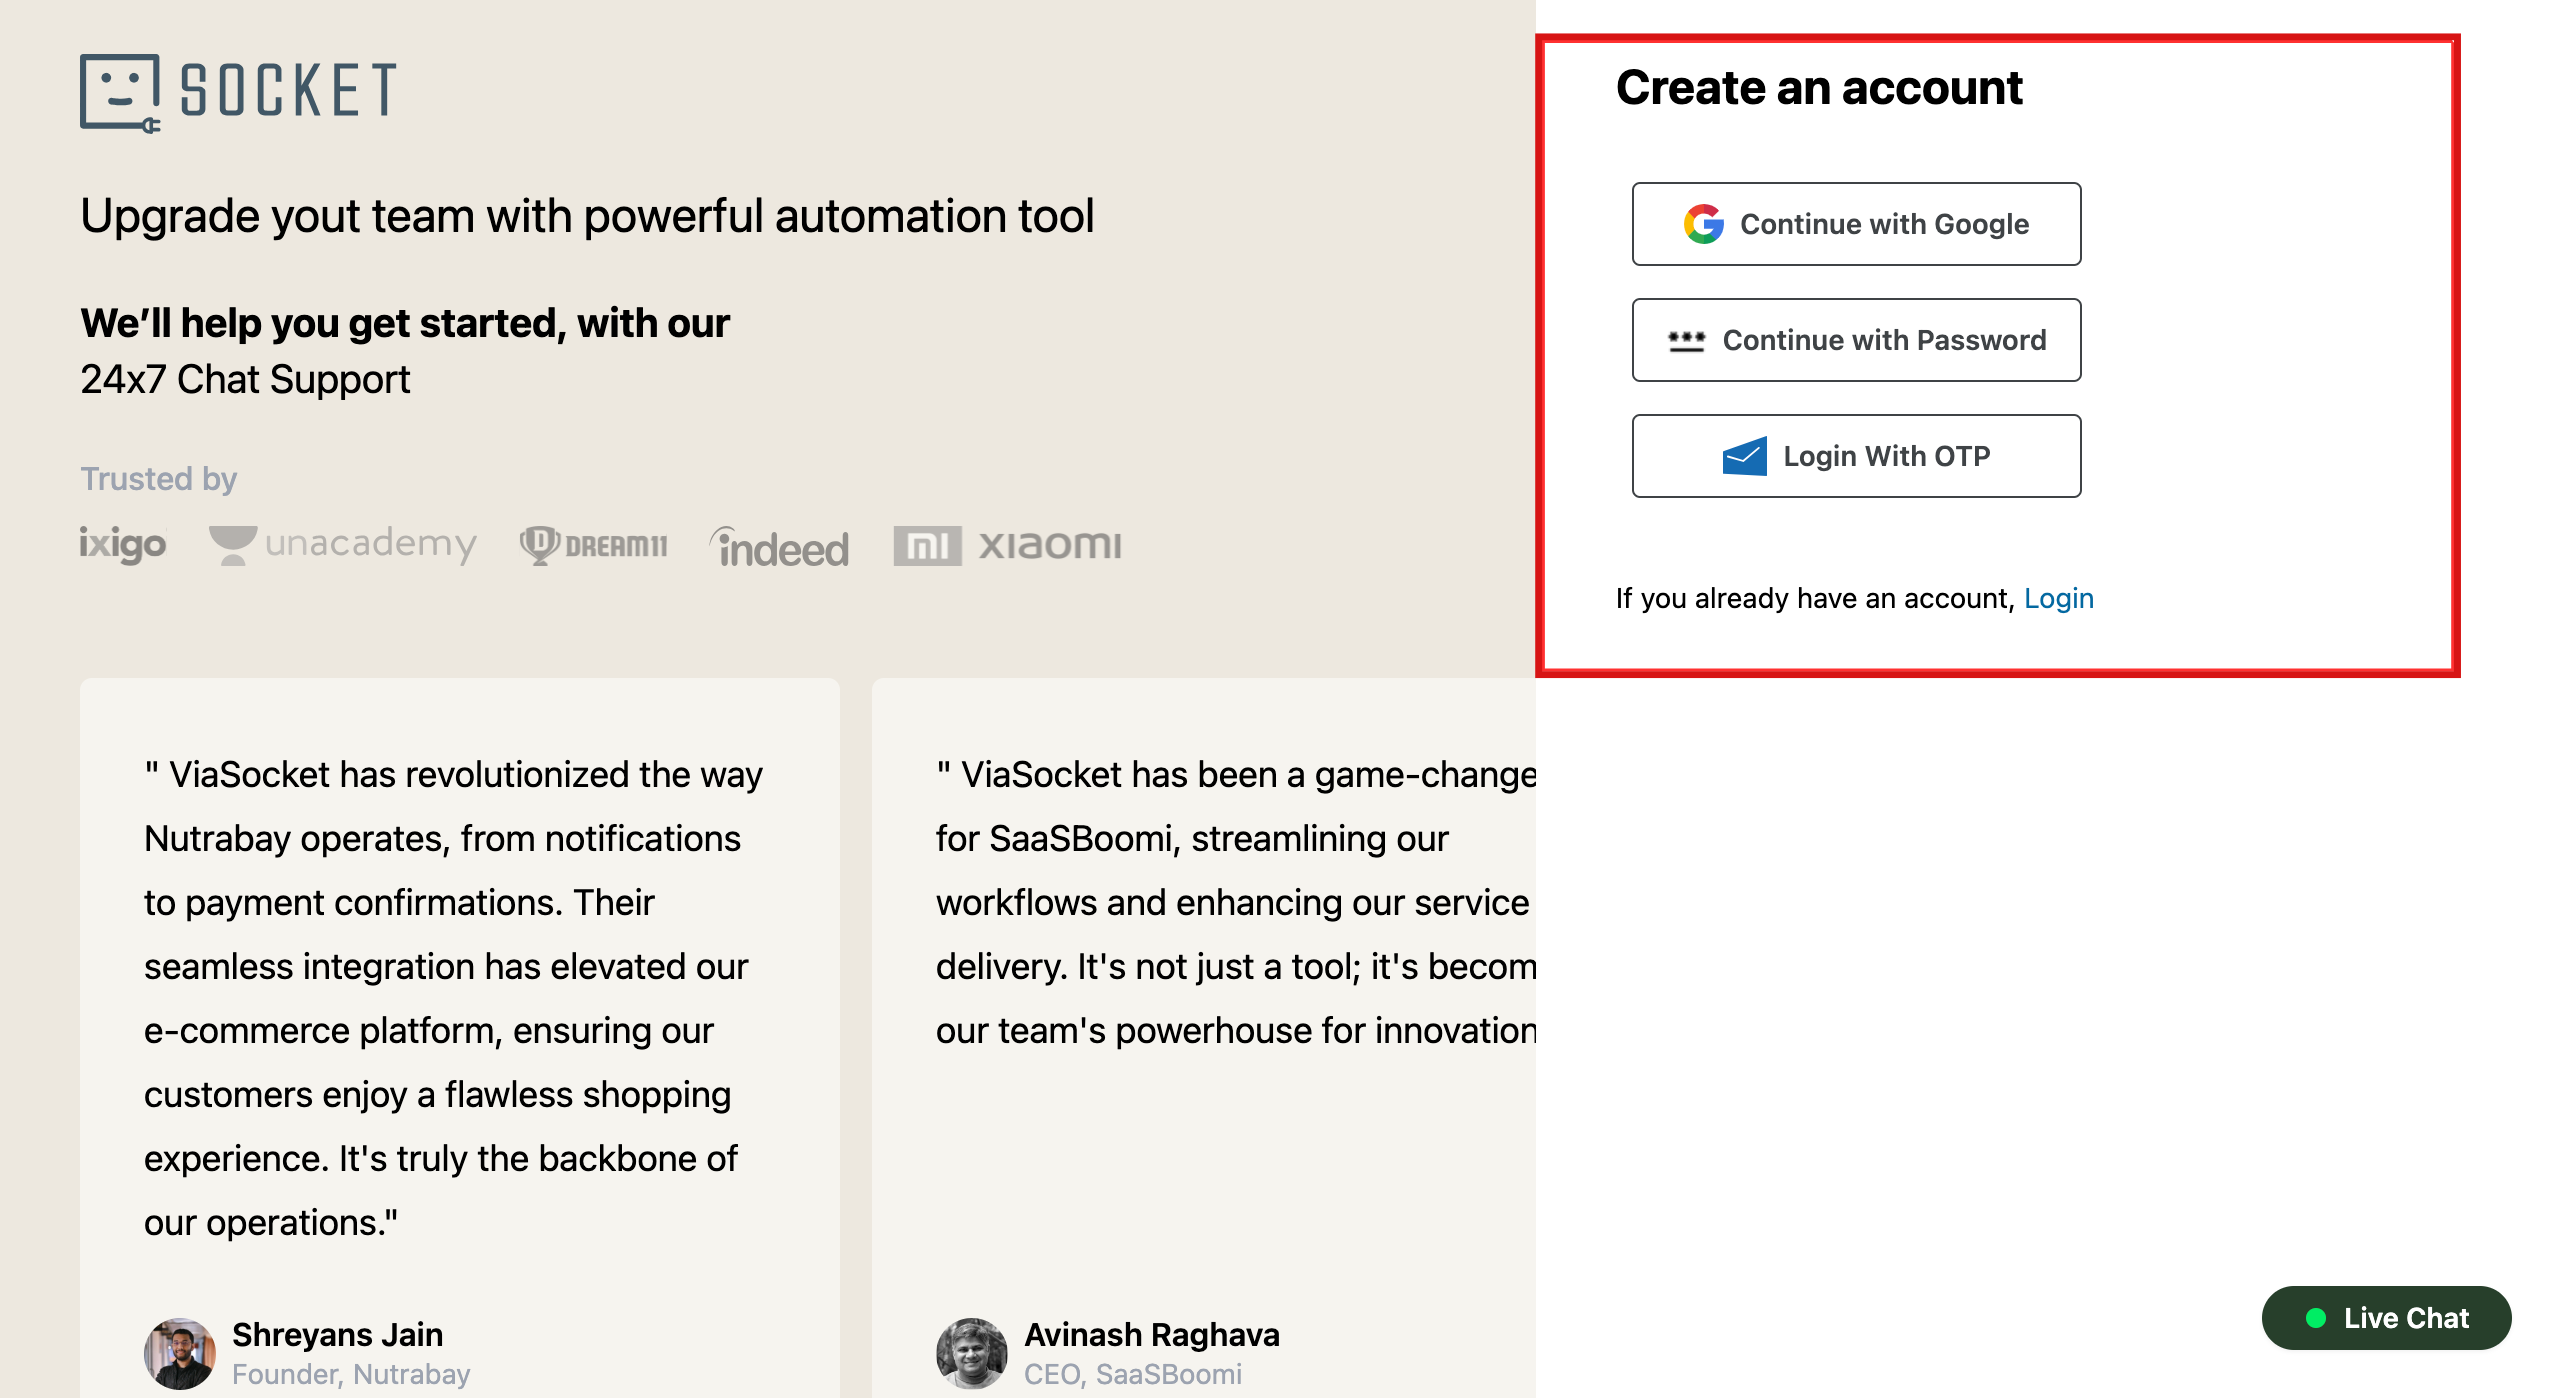 SOCKET
Upgrade yout team with powerful automation tool
We’ll help you get started, with our
24x7 Chat Support
Trusted by
ixigo unacademy DREAM11 indeed mi xiaomi
" ViaSocket has revolutionized the way
Nutrabay operates, from notifications
to payment confirmations. Their
seamless integration has elevated our
e-commerce platform, ensuring our
customers enjoy a flawless shopping
experience. It's truly the backbone of
our operations."
Shreyans Jain
Founder, Nutrabay
" ViaSocket has been a game-change
for SaaSBoomi, streamlining our
workflows and enhancing our service
delivery. It's not just a tool; it's becom
our team's powerhouse for innovation
Avinash Raghava
CEO, SaaSBoomi
Create an account
Continue with Google
Continue with Password
Login With OTP
If you already have an account, Login
Live Chat